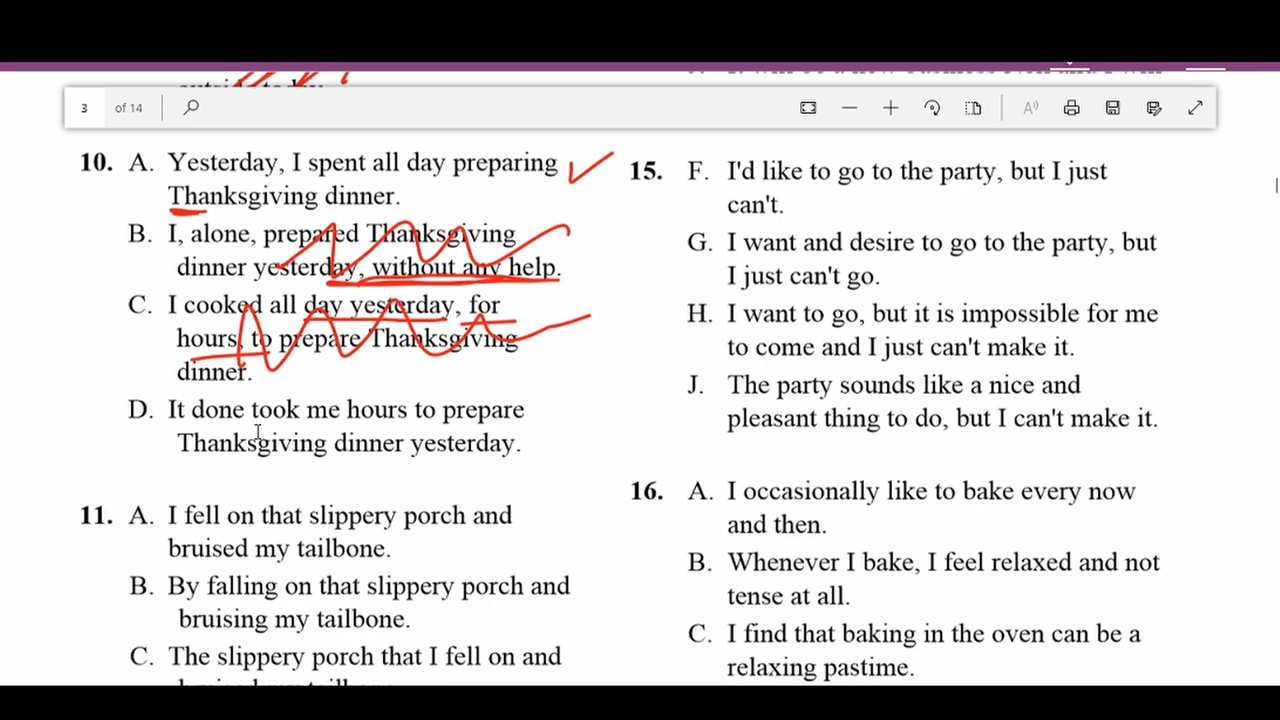 3 of 14
10. A. Yesterday, I spent all day preparing
Thanksgiving dinner.
B. I, alone, prepared Thanksgiving
dinner yesterday, without any help.
C. I cooked all day yesterday, for
hours, to prepare Thanksgiving
dinner.
D. It done took me hours to prepare
Thanksgiving dinner yesterday.
11. A. I fell on that slippery porch and
bruised my tailbone.
B. By falling on that slippery porch and
bruising my tailbone.
C. The slippery porch that I fell on and
15. F. I'd like to go to the party, but I just
can't.
G. I want and desire to go to the party, but
I just can't go.
H. I want to go, but it is impossible for me
to come and I just can't make it.
J. The party sounds like a nice and
pleasant thing to do, but I can't make it.
16. A. I occasionally like to bake every now
and then.
B. Whenever I bake, I feel relaxed and not
tense at all.
C. I find that baking in the oven can be a
relaxing pastime.